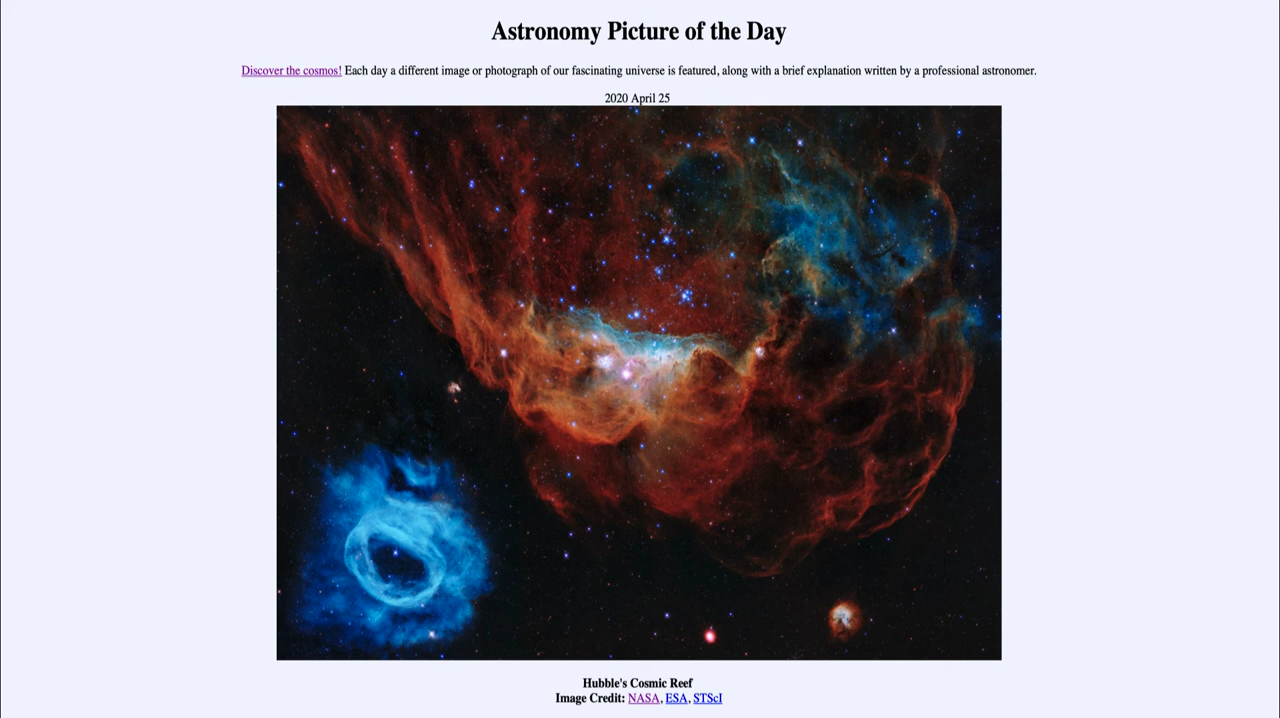 Astronomy Picture of the Day
Discover the cosmos! Each day a different image or photograph of our fascinating universe is featured, along with a brief explanation written by a professional astronomer.
2020 April 25
Hubble's Cosmic Reef
Image Credit: NASA, ESA, STScI